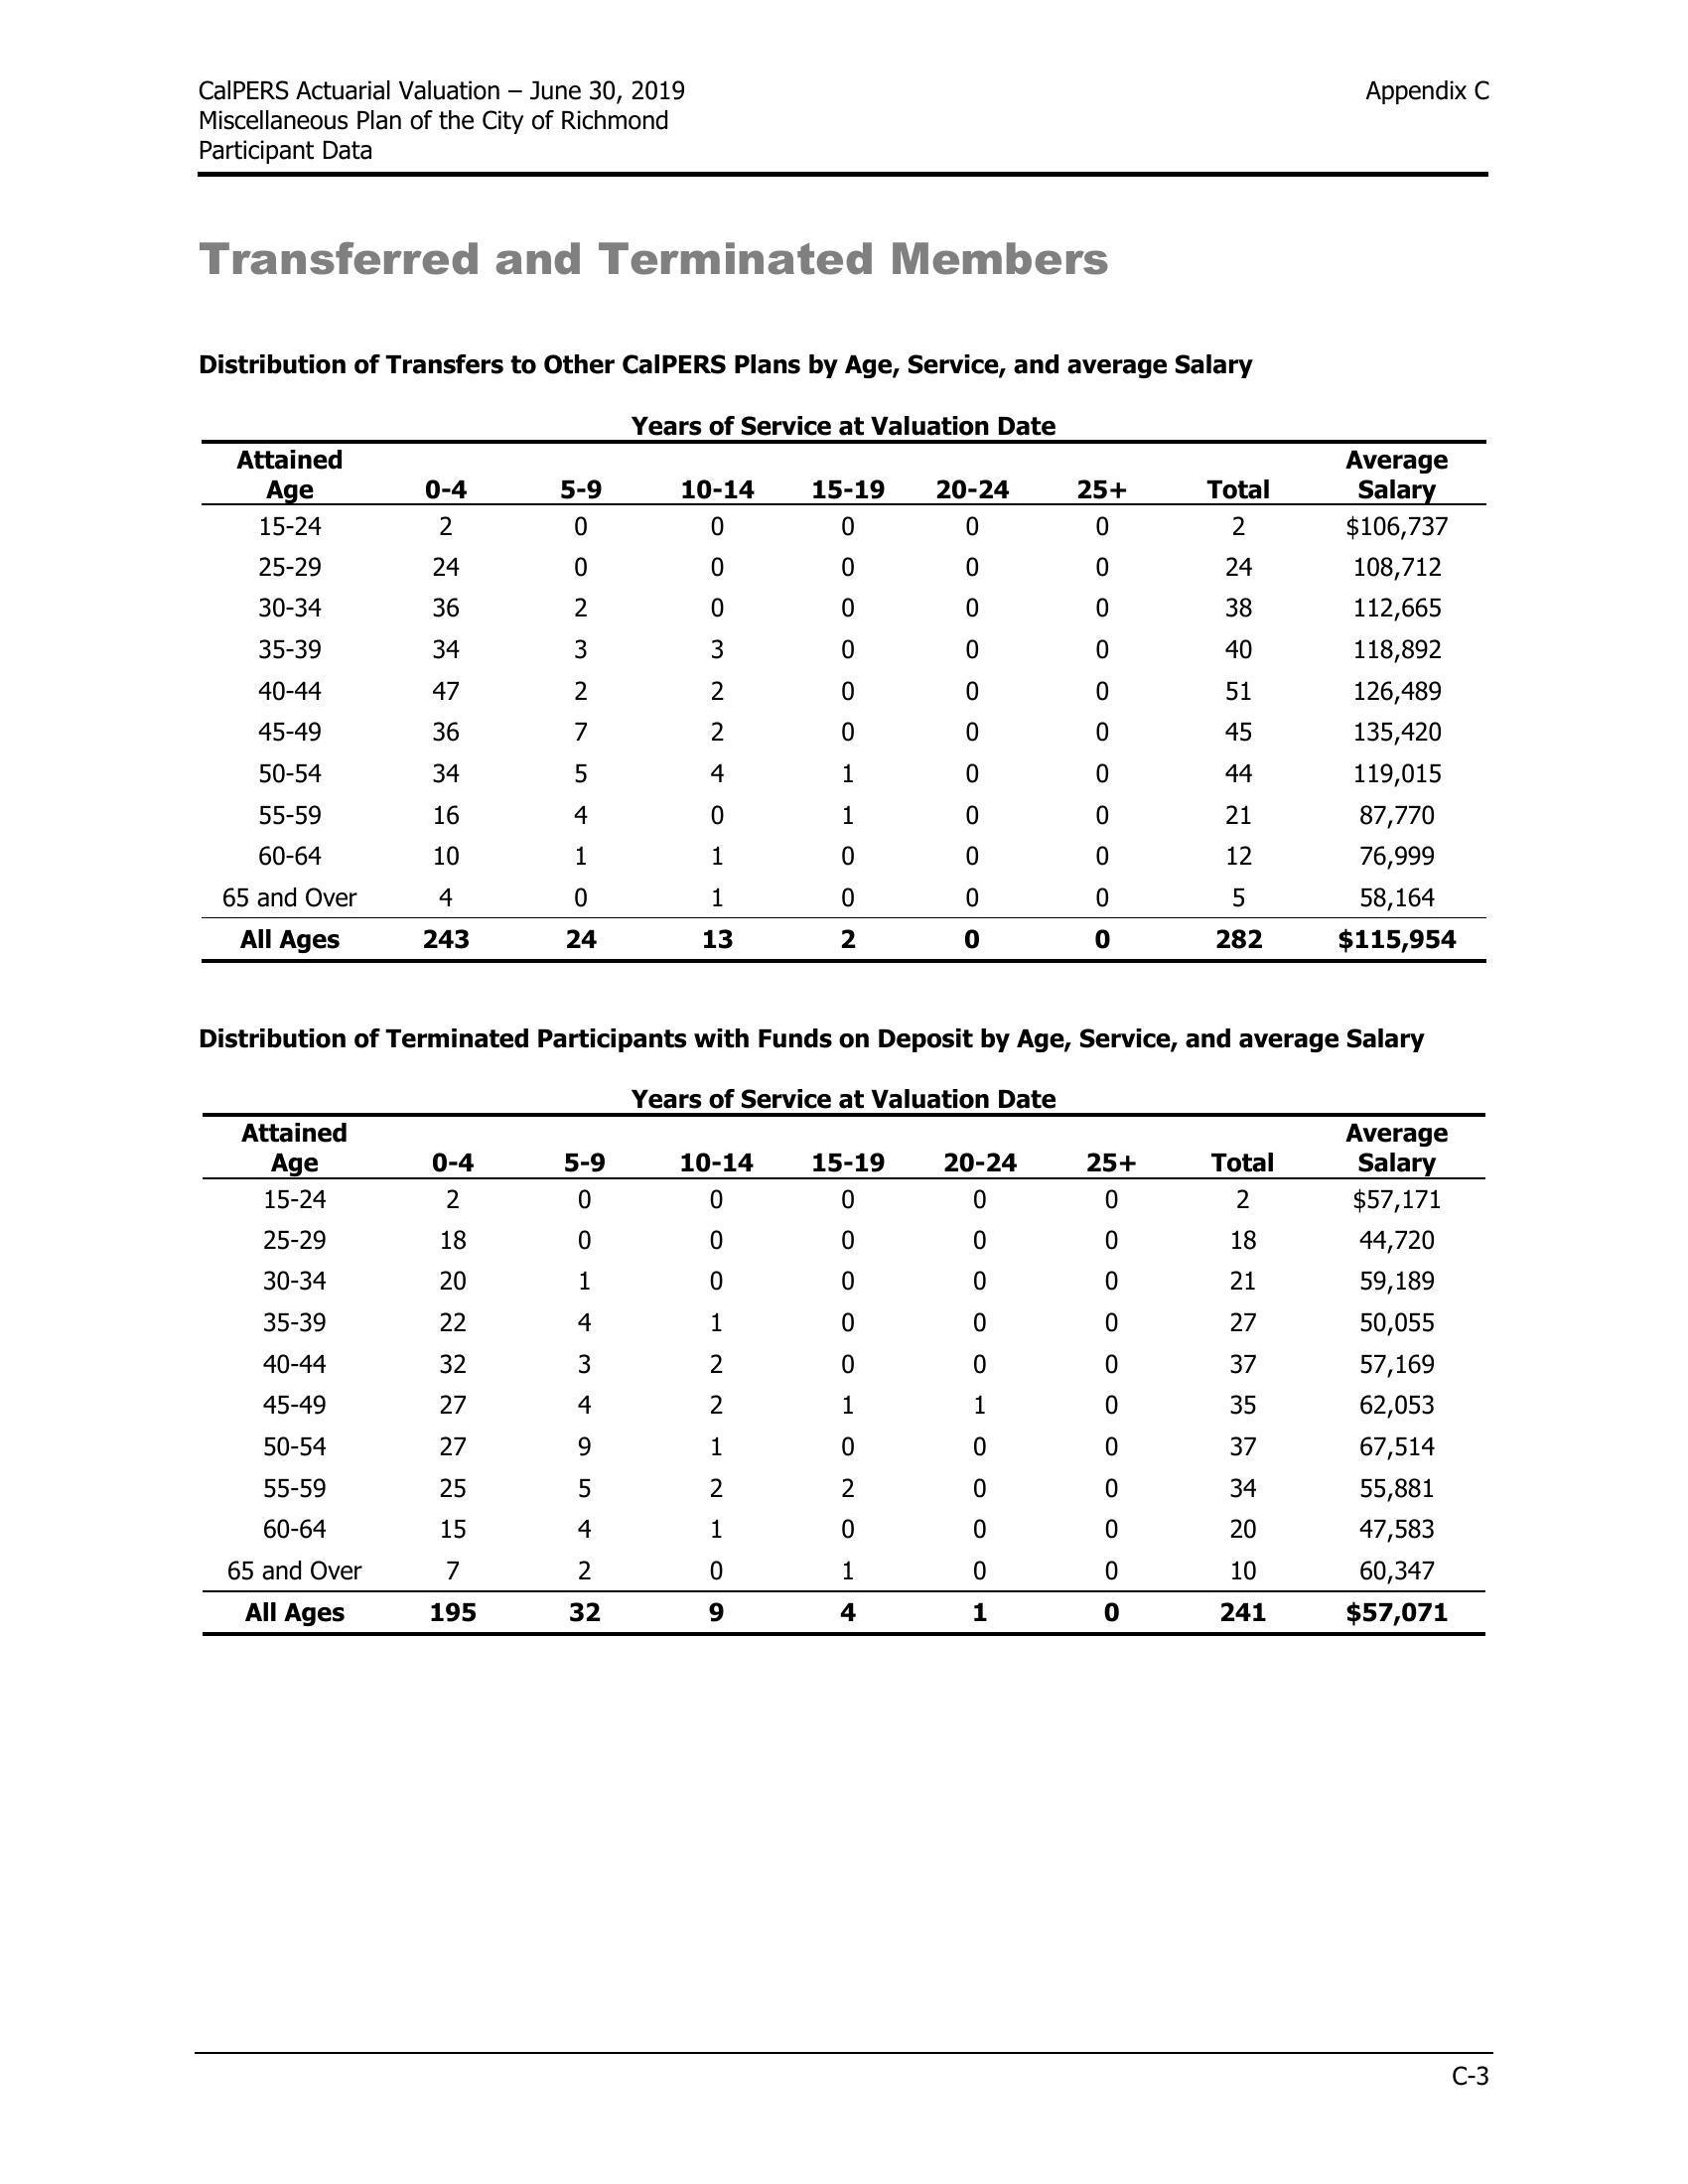 CalPERS Actuarial Valuation – June 30, 2019 Appendix C
Miscellaneous Plan of the City of Richmond
Participant Data
Transferred and Terminated Members
Distribution of Transfers to Other CalPERS Plans by Age, Service, and average Salary
Years of Service at Valuation Date
Attained Average
Age 0-4 5-9 10-14 15-19 20-24 25+ Total Salary
15-24 2 0 0 0 0 0 2 $106,737
25-29 24 0 0 0 0 0 24 108,712
30-34 36 2 0 0 0 0 38 112,665
35-39 34 3 3 0 0 0 40 118,892
40-44 47 2 2 0 0 0 51 126,489
45-49 36 7 2 0 0 0 45 135,420
50-54 34 5 4 1 0 0 44 119,015
55-59 16 4 0 1 0 0 21 87,770
60-64 10 1 1 0 0 0 12 76,999
65 and Over 4 0 1 0 0 0 5 58,164
All Ages 243 24 13 2 0 0 282 $115,954
Distribution of Terminated Participants with Funds on Deposit by Age, Service, and average Salary
Years of Service at Valuation Date
Attained Average
Age 0-4 5-9 10-14 15-19 20-24 25+ Total Salary
15-24 2 0 0 0 0 0 2 $57,171
25-29 18 0 0 0 0 0 18 44,720
30-34 20 1 0 0 0 0 21 59,189
35-39 22 4 1 0 0 0 27 50,055
40-44 32 3 2 0 0 0 37 57,169
45-49 27 4 2 1 1 0 35 62,053
50-54 27 9 1 0 0 0 37 67,514
55-59 25 5 2 2 0 0 34 55,881
60-64 15 4 1 0 0 0 20 47,583
65 and Over 7 2 0 1 0 0 10 60,347
All Ages 195 32 9 4 1 0 241 $57,071
C-3